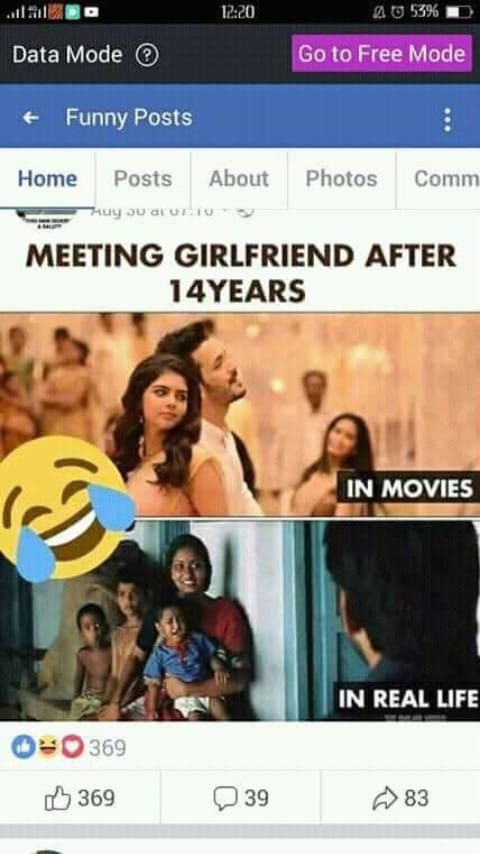 12:20
53%
Data Mode ?
Go to Free Mode
Funny Posts
Home Posts About Photos Comm
MEETING GIRLFRIEND AFTER
14YEARS
IN MOVIES
IN REAL LIFE
369
369 39 83